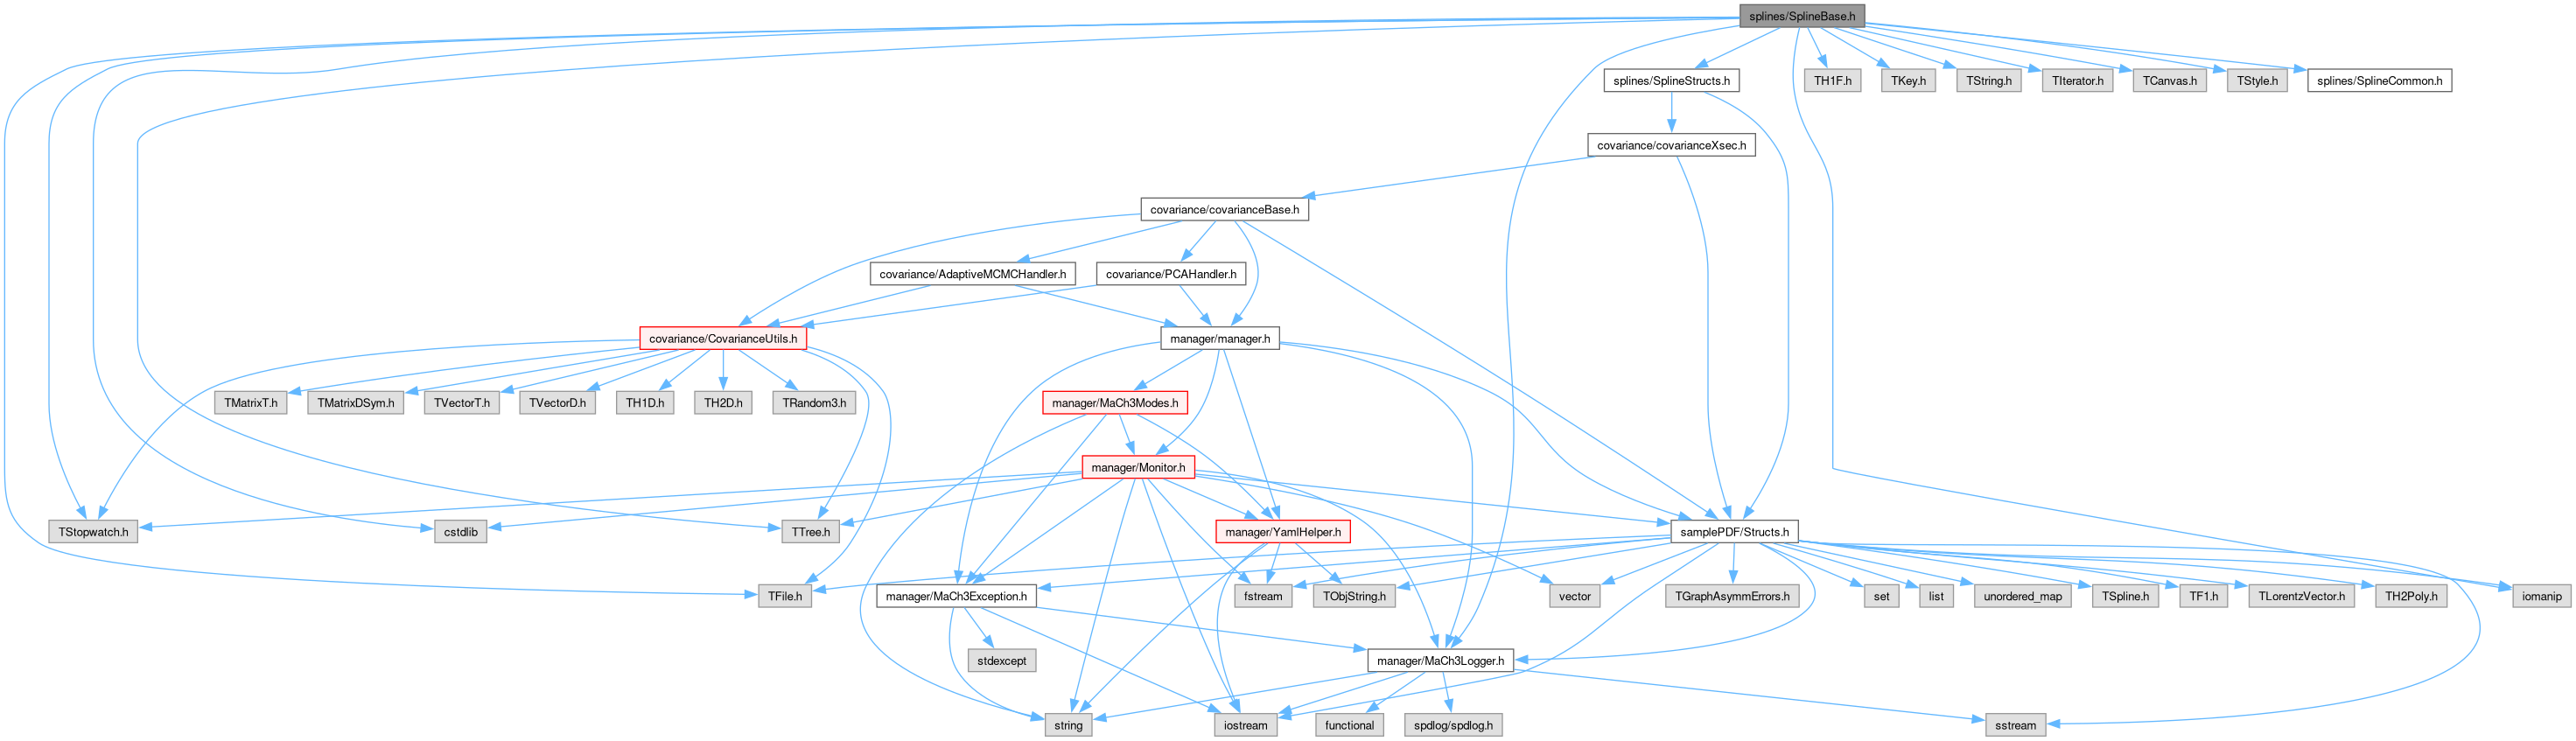 splines/SplineBase.h
splines/SplineStructs.h
TH1F.h
TKey.h
TString.h
TIterator.h
TCanvas.h
TStyle.h
splines/SplineCommon.h
covariance/covarianceXsec.h
covariance/covarianceBase.h
covariance/AdaptiveMCMCHandler.h
covariance/PCAHandler.h
covariance/CovarianceUtils.h
manager/manager.h
TMatrixT.h
TMatrixDSym.h
TVectorT.h
TVectorD.h
TH1D.h
TH2D.h
TRandom3.h
manager/MaCh3Modes.h
manager/Monitor.h
TStopwatch.h
cstdlib
TTree.h
manager/YamlHelper.h
samplePDF/Structs.h
TFile.h
manager/MaCh3Exception.h
fstream
TObjString.h
vector
TGraphAsymmErrors.h
set
list
unordered_map
TSpline.h
TF1.h
TLorentzVector.h
TH2Poly.h
iomanip
stdexcept
manager/MaCh3Logger.h
string
iostream
functional
spdlog/spdlog.h
sstream